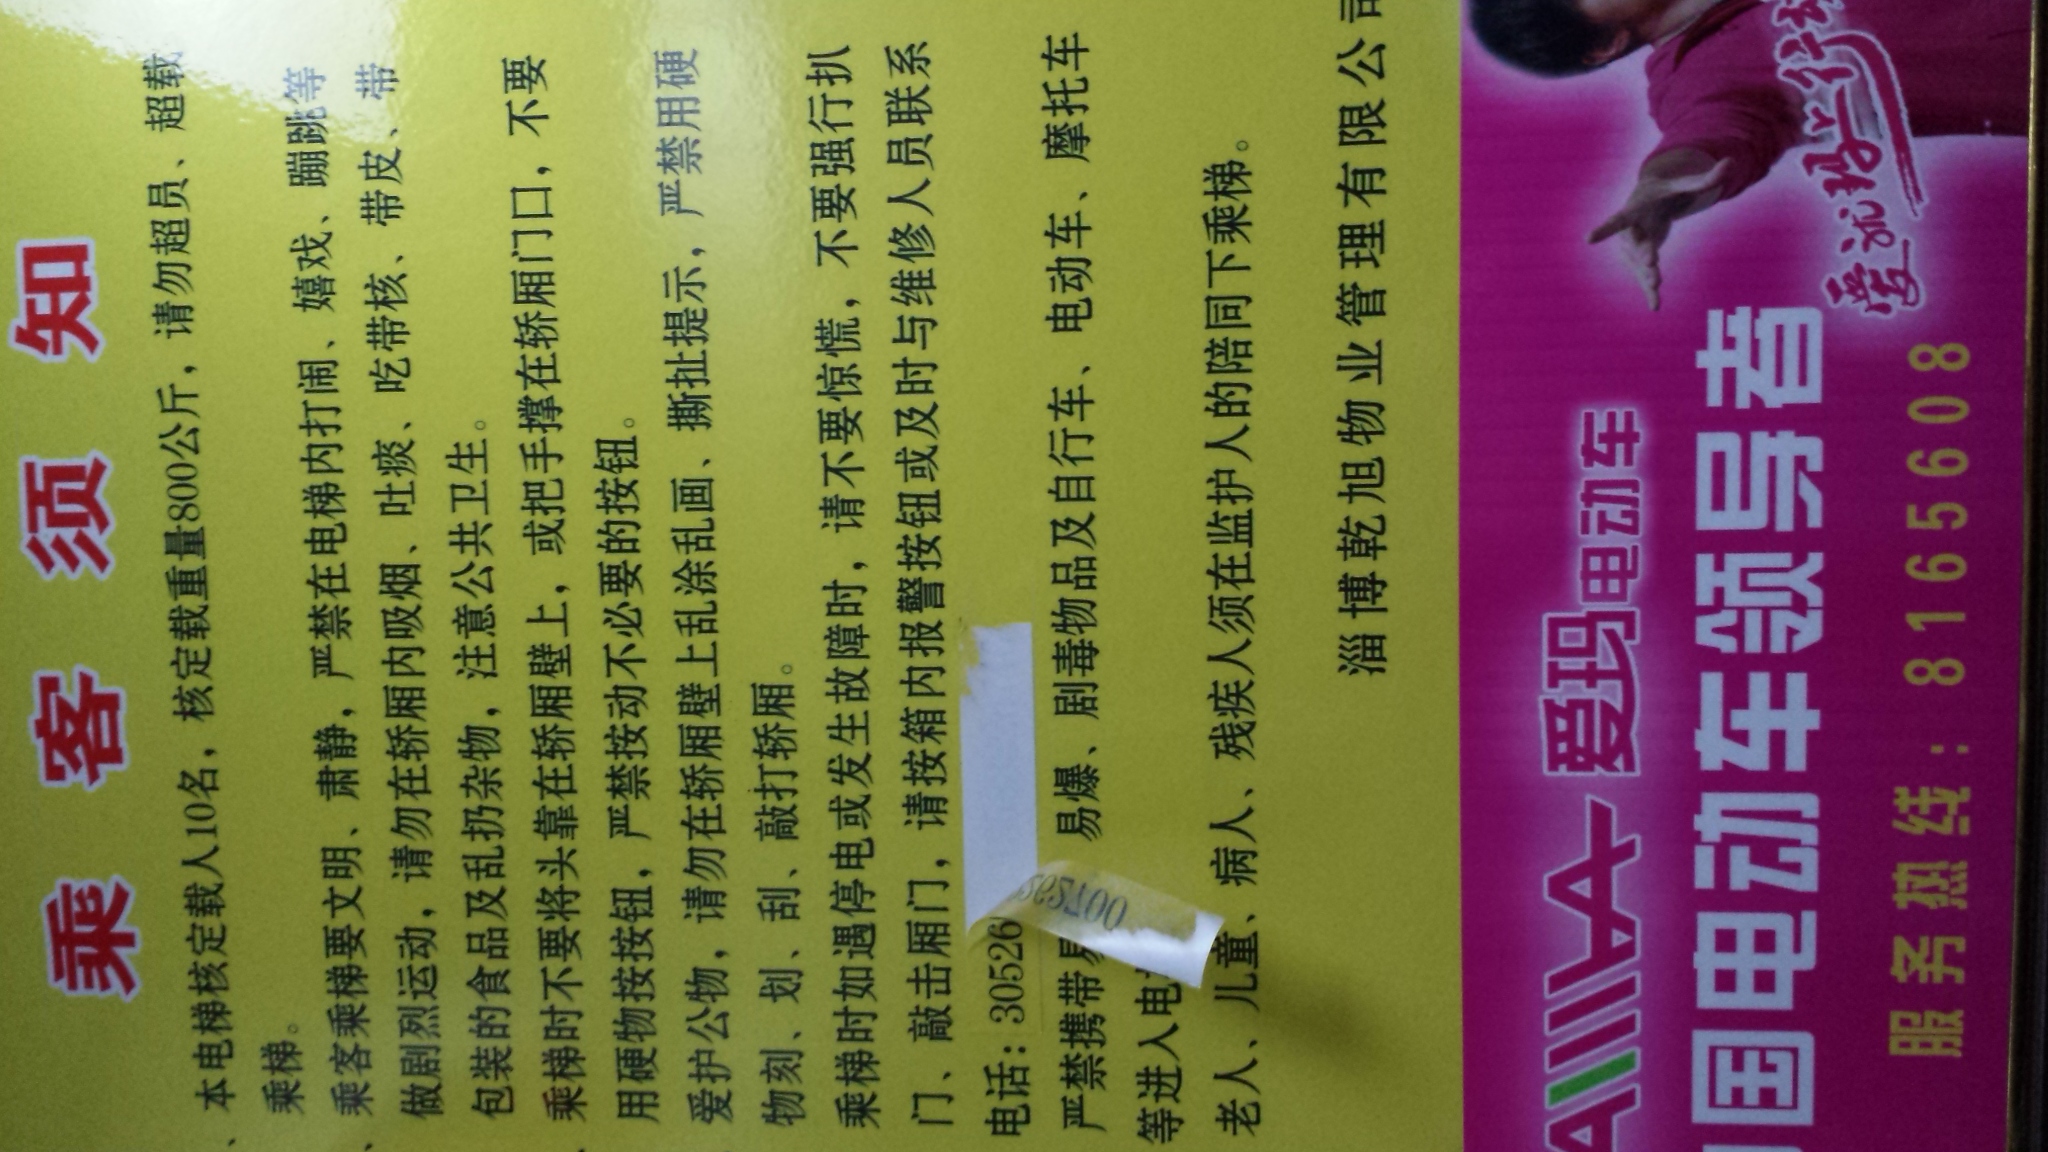 乘客须知
、本电梯核定载人10名，核定载重量800公斤，请勿超员、超载
乘梯。
、乘客乘梯要文明、肃静，严禁在电梯内打闹、嬉戏、蹦跳等
做剧烈运动，请勿在轿厢内吸烟、吐痰、吃带核、带皮、带
包装的食品及乱扔杂物，注意公共卫生。
、乘梯时不要将头靠在轿厢壁上，或把手撑在轿厢门口，不要
用硬物按按钮，严禁按动不必要的按钮。
爱护公物，请勿在轿厢壁上乱涂乱画、撕扯提示，严禁用硬
物刻、划、刮、敲打轿厢。
乘梯时如遇停电或发生故障时，请不要惊慌，不要强行扒
门、敲击厢门，请按箱内报警按钮或及时与维修人员联系
电话：30526
严禁携带易 易爆、剧毒物品及自行车、电动车、摩托车
等进入电
老人、儿童、病人、残疾人须在监护人的陪同下乘梯。
淄博乾旭物业管理有限公司
AIMA 爱玛电动车
国电动车领导者
爱就马上行动
服务热线：8165608